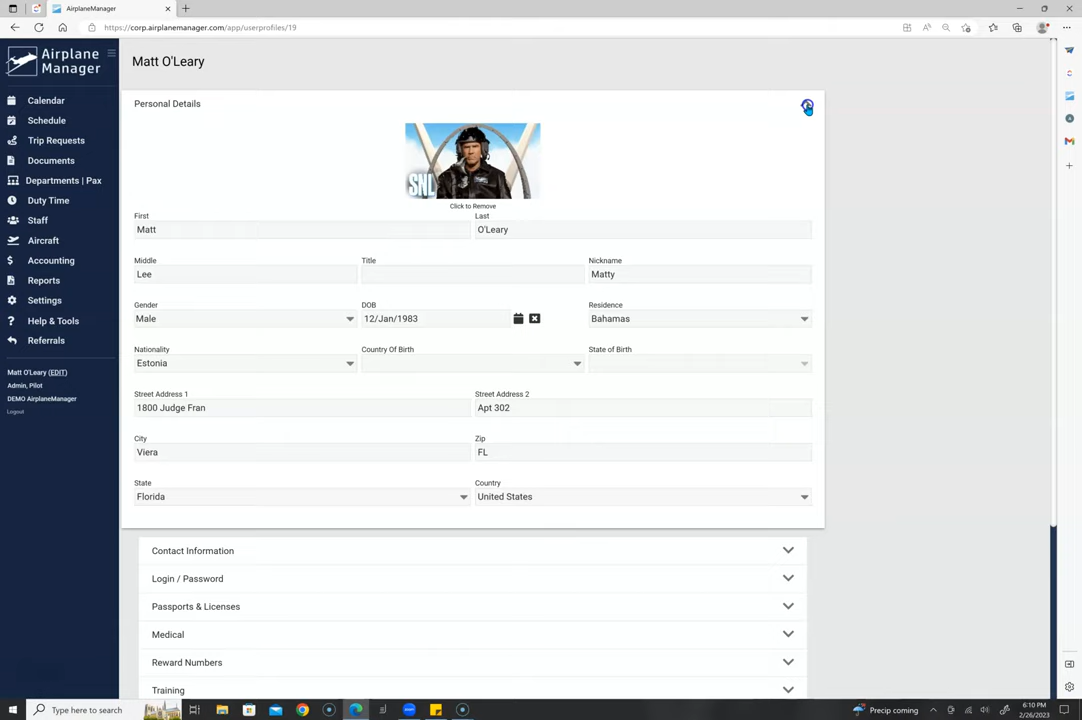 AirplaneManager
https://corp.airplanemanager.com/app/userprofiles/19
Airplane
Manager
Calendar
Schedule
Trip Requests
Documents
Departments | Pax
Duty Time
Staff
Aircraft
Accounting
Reports
Settings
Help & Tools
Referrals
Matt O'Leary (EDIT)
Admin, Pilot
DEMO AirplaneManager
Logout
Matt O'Leary
Personal Details
SNL
Click to Remove
First Last
Matt O'Leary
Middle Title Nickname
Lee Matty
Gender DOB Residence
Male 12/Jan/1983 Bahamas
Nationality Country Of Birth State of Birth
Estonia
Street Address 1 Street Address 2
1800 Judge Fran Apt 302
City Zip
Viera FL
State Country
Florida United States
Contact Information
Login / Password
Passports & Licenses
Medical
Reward Numbers
Training
Type here to search
Precip coming
6:10 PM
2/26/2023